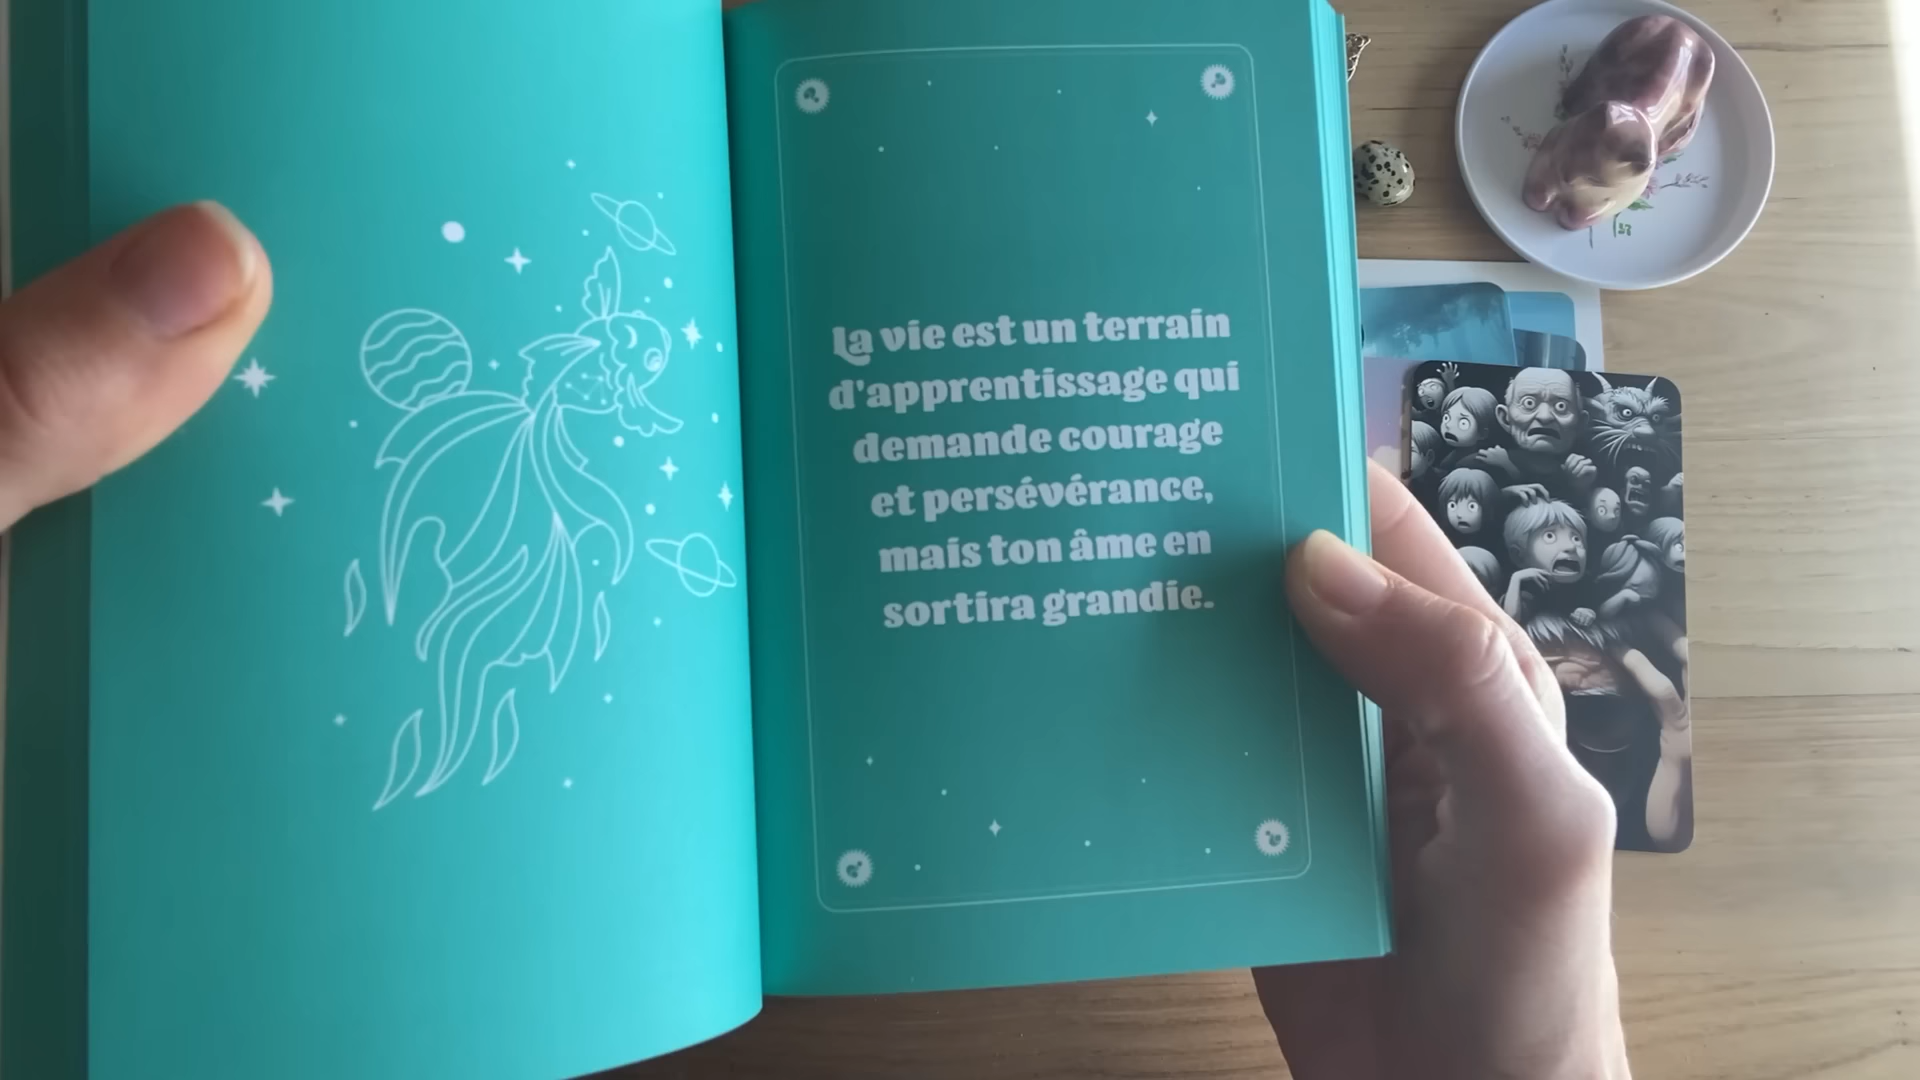 La vie est un terrain
d'apprentissage qui
demande courage
et persévérance,
mais ton âme en
sortira grandie.